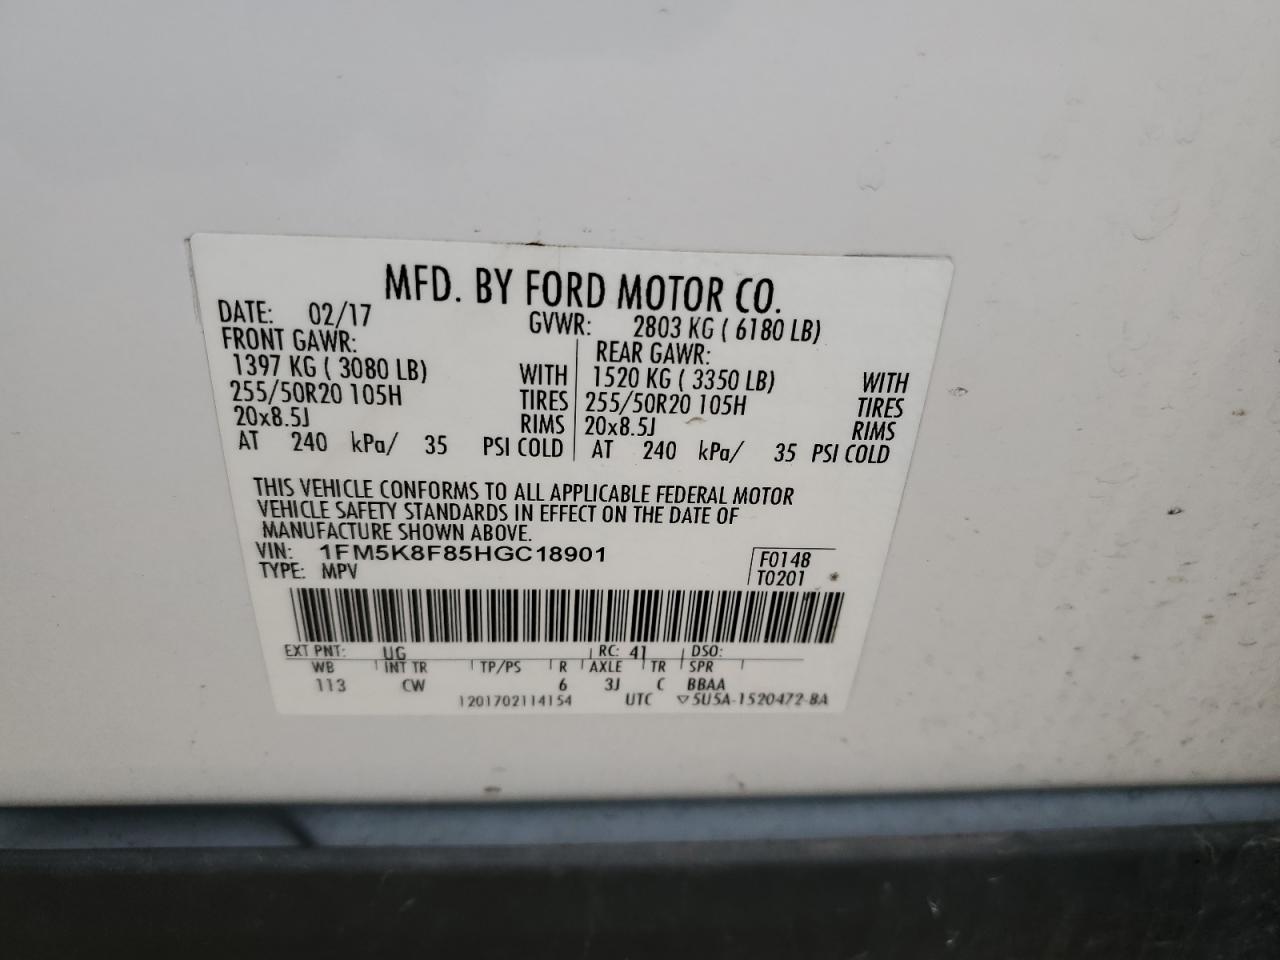 MFD. BY FORD MOTOR CO.
DATE: 02/17 GVWR: 2803 KG ( 6180 LB)
FRONT GAWR: REAR GAWR:
1397 KG ( 3080 LB) WITH 1520 KG ( 3350 LB) WITH
255/50R20 105H TIRES 255/50R20 105H TIRES
20x8.5J RIMS 20x8.5J RIMS
AT 240 kPa/ 35 PSI COLD AT 240 kPa/ 35 PSI COLD
THIS VEHICLE CONFORMS TO ALL APPLICABLE FEDERAL MOTOR
VEHICLE SAFETY STANDARDS IN EFFECT ON THE DATE OF
MANUFACTURE SHOWN ABOVE.
VIN: 1FM5K8F85HGC18901 F0148
TYPE: MPV T0201
EXT PNT: UG RC: 41 DSO:
WB INT TR TP/PS R AXLE TR SPR
113 CW 6 3J C BBAA
1201702114154 UTC ▽5U5A-1520472-BA